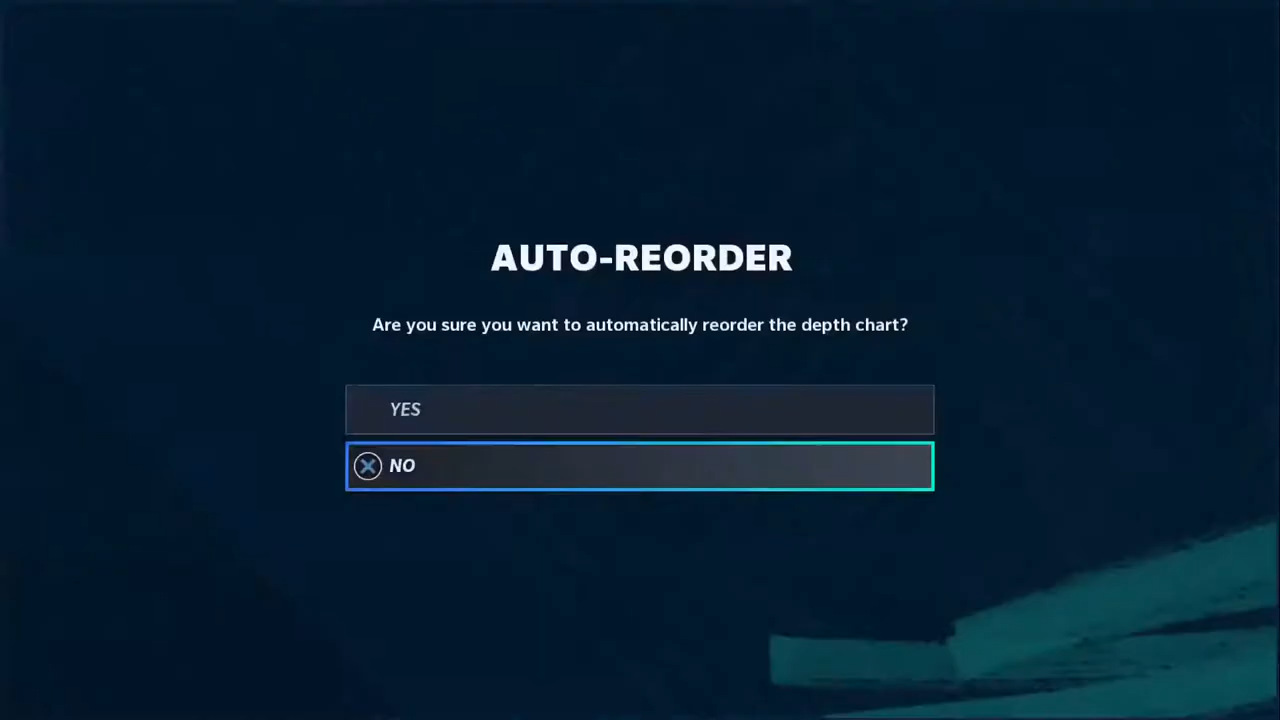 AUTO-REORDER
Are you sure you want to automatically reorder the depth chart?
YES
NO